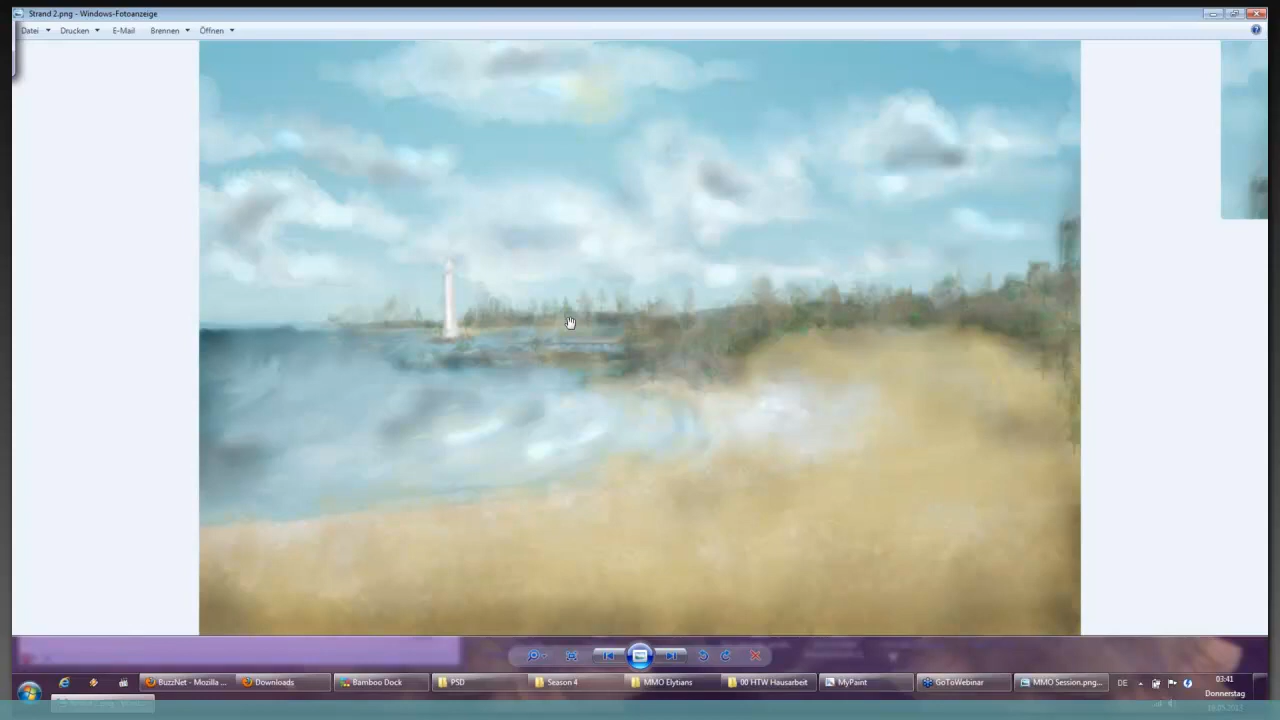 Strand 2.png - Windows-Fotoanzeige
Datei Drucken E-Mail Brennen Öffnen
BuzzNet - Mozilla ... Downloads Bamboo Dock PSD Season 4 MMO Elytians 00 HTW Hausarbeit MyPaint GoToWebinar MMO Session.png... DE 03:41
Donnerstag